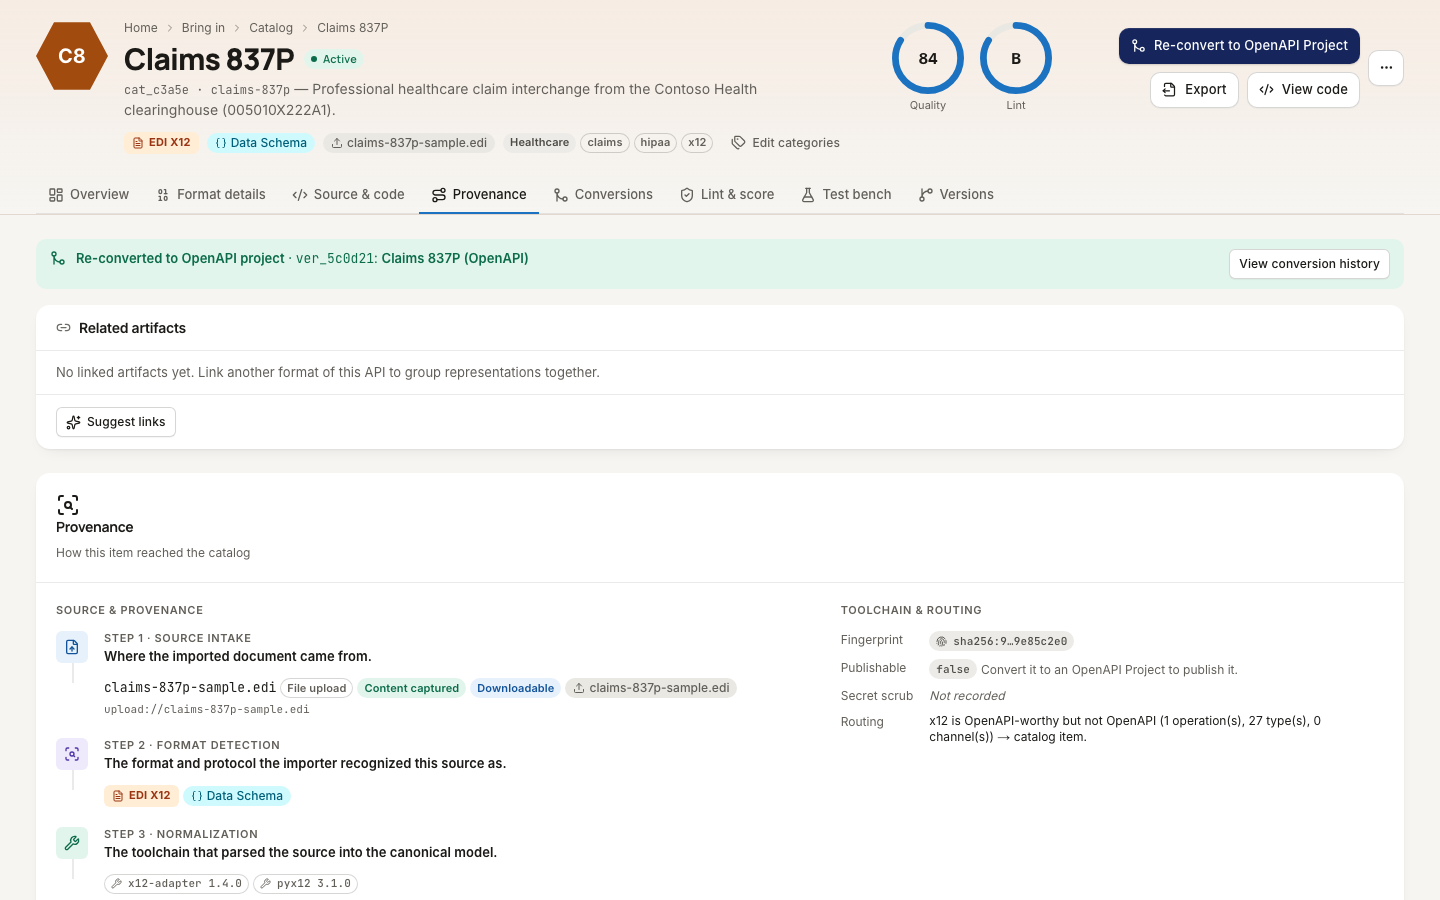 C8
Home > Bring in > Catalog > Claims 837P
Claims 837P
Active
cat_c3a5e · claims-837p — Professional healthcare claim interchange from the Contoso Health
clearinghouse (005010X222A1).
EDI X12
{} Data Schema
claims-837p-sample.edi
Healthcare
claims
hipaa
x12
Edit categories
84
Quality
B
Lint
Re-convert to OpenAPI Project
Export
View code
···
Overview
Format details
Source & code
Provenance
Conversions
Lint & score
Test bench
Versions
Re-converted to OpenAPI project · ver_5c0d21: Claims 837P (OpenAPI)
View conversion history
Related artifacts
No linked artifacts yet. Link another format of this API to group representations together.
Suggest links
Provenance
How this item reached the catalog
SOURCE & PROVENANCE
STEP 1 · SOURCE INTAKE
Where the imported document came from.
claims-837p-sample.edi File upload Content captured Downloadable claims-837p-sample.edi
upload://claims-837p-sample.edi
STEP 2 · FORMAT DETECTION
The format and protocol the importer recognized this source as.
EDI X12 {} Data Schema
STEP 3 · NORMALIZATION
The toolchain that parsed the source into the canonical model.
x12-adapter 1.4.0 pyx12 3.1.0
TOOLCHAIN & ROUTING
Fingerprint sha256:9…9e85c2e0
Publishable false Convert it to an OpenAPI Project to publish it.
Secret scrub Not recorded
Routing x12 is OpenAPI-worthy but not OpenAPI (1 operation(s), 27 type(s), 0
channel(s)) → catalog item.